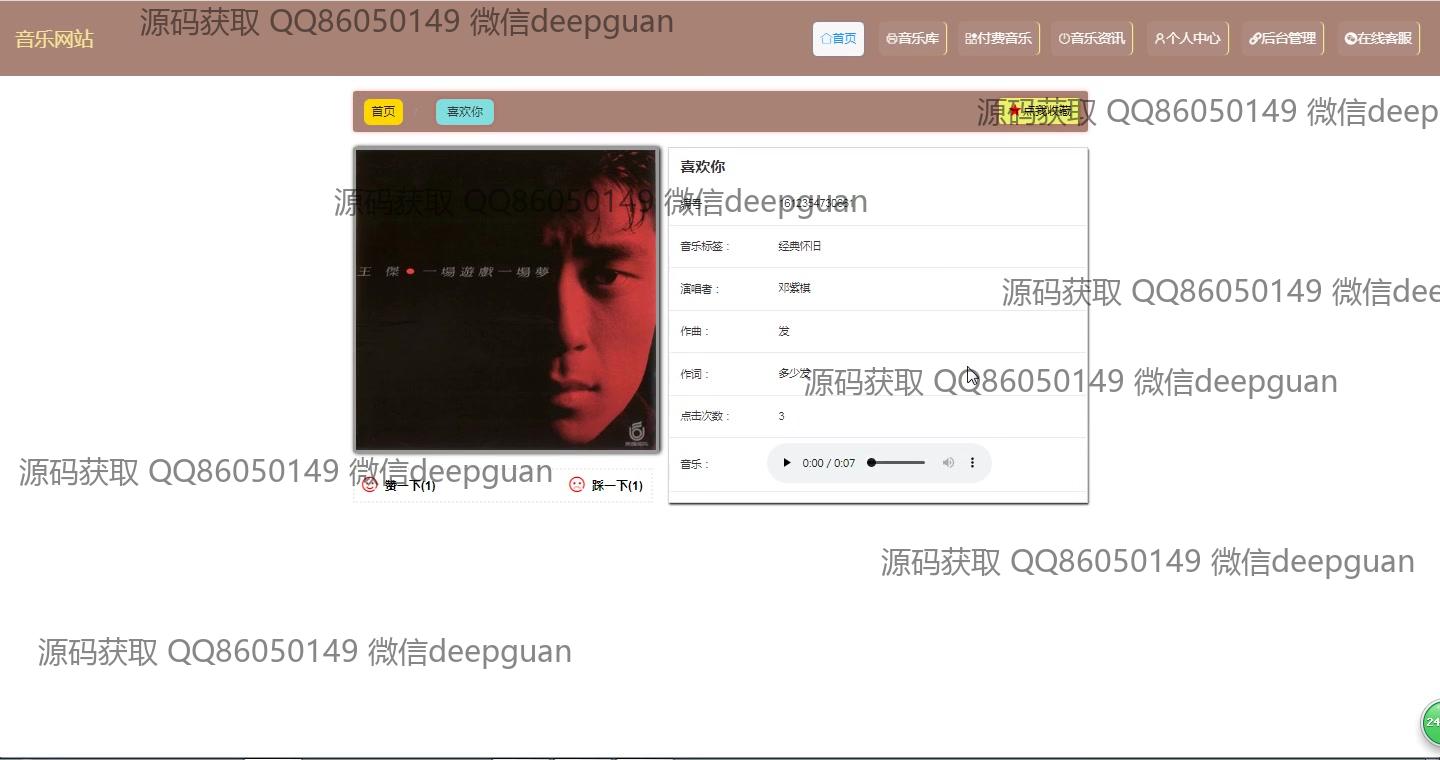 音乐网站
首页
音乐库
付费音乐
音乐资讯
个人中心
后台管理
在线客服
源码获取 QQ86050149 微信deepguan
首页 / 喜欢你
点我收藏
源码获取 QQ86050149 微信deep
喜欢你
源码获取 QQ86050149 微信deepguan
音乐标签： 经典怀旧
王 傑 • 一場遊戲一場夢
演唱者： 邓紫棋
源码获取 QQ86050149 微信dee
作曲： 发
作词： 多少发
源码获取 QQ86050149 微信deepguan
点击次数： 3
音乐： 0:00 / 0:07
源码获取 QQ86050149 微信deepguan
赞一下(1)
踩一下(1)
源码获取 QQ86050149 微信deepguan
源码获取 QQ86050149 微信deepguan
24